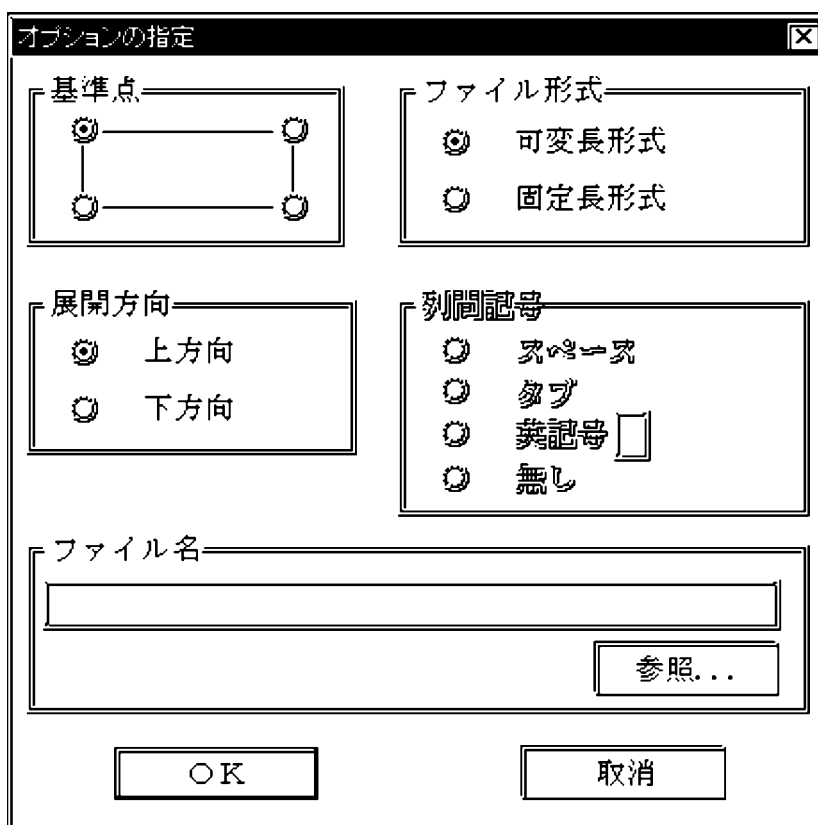 オプションの指定
基準点
ファイル形式
可変長形式
固定長形式
展開方向
上方向
下方向
列間記号
スペース
タブ
英記号
無し
ファイル名
参照...
OK
取消